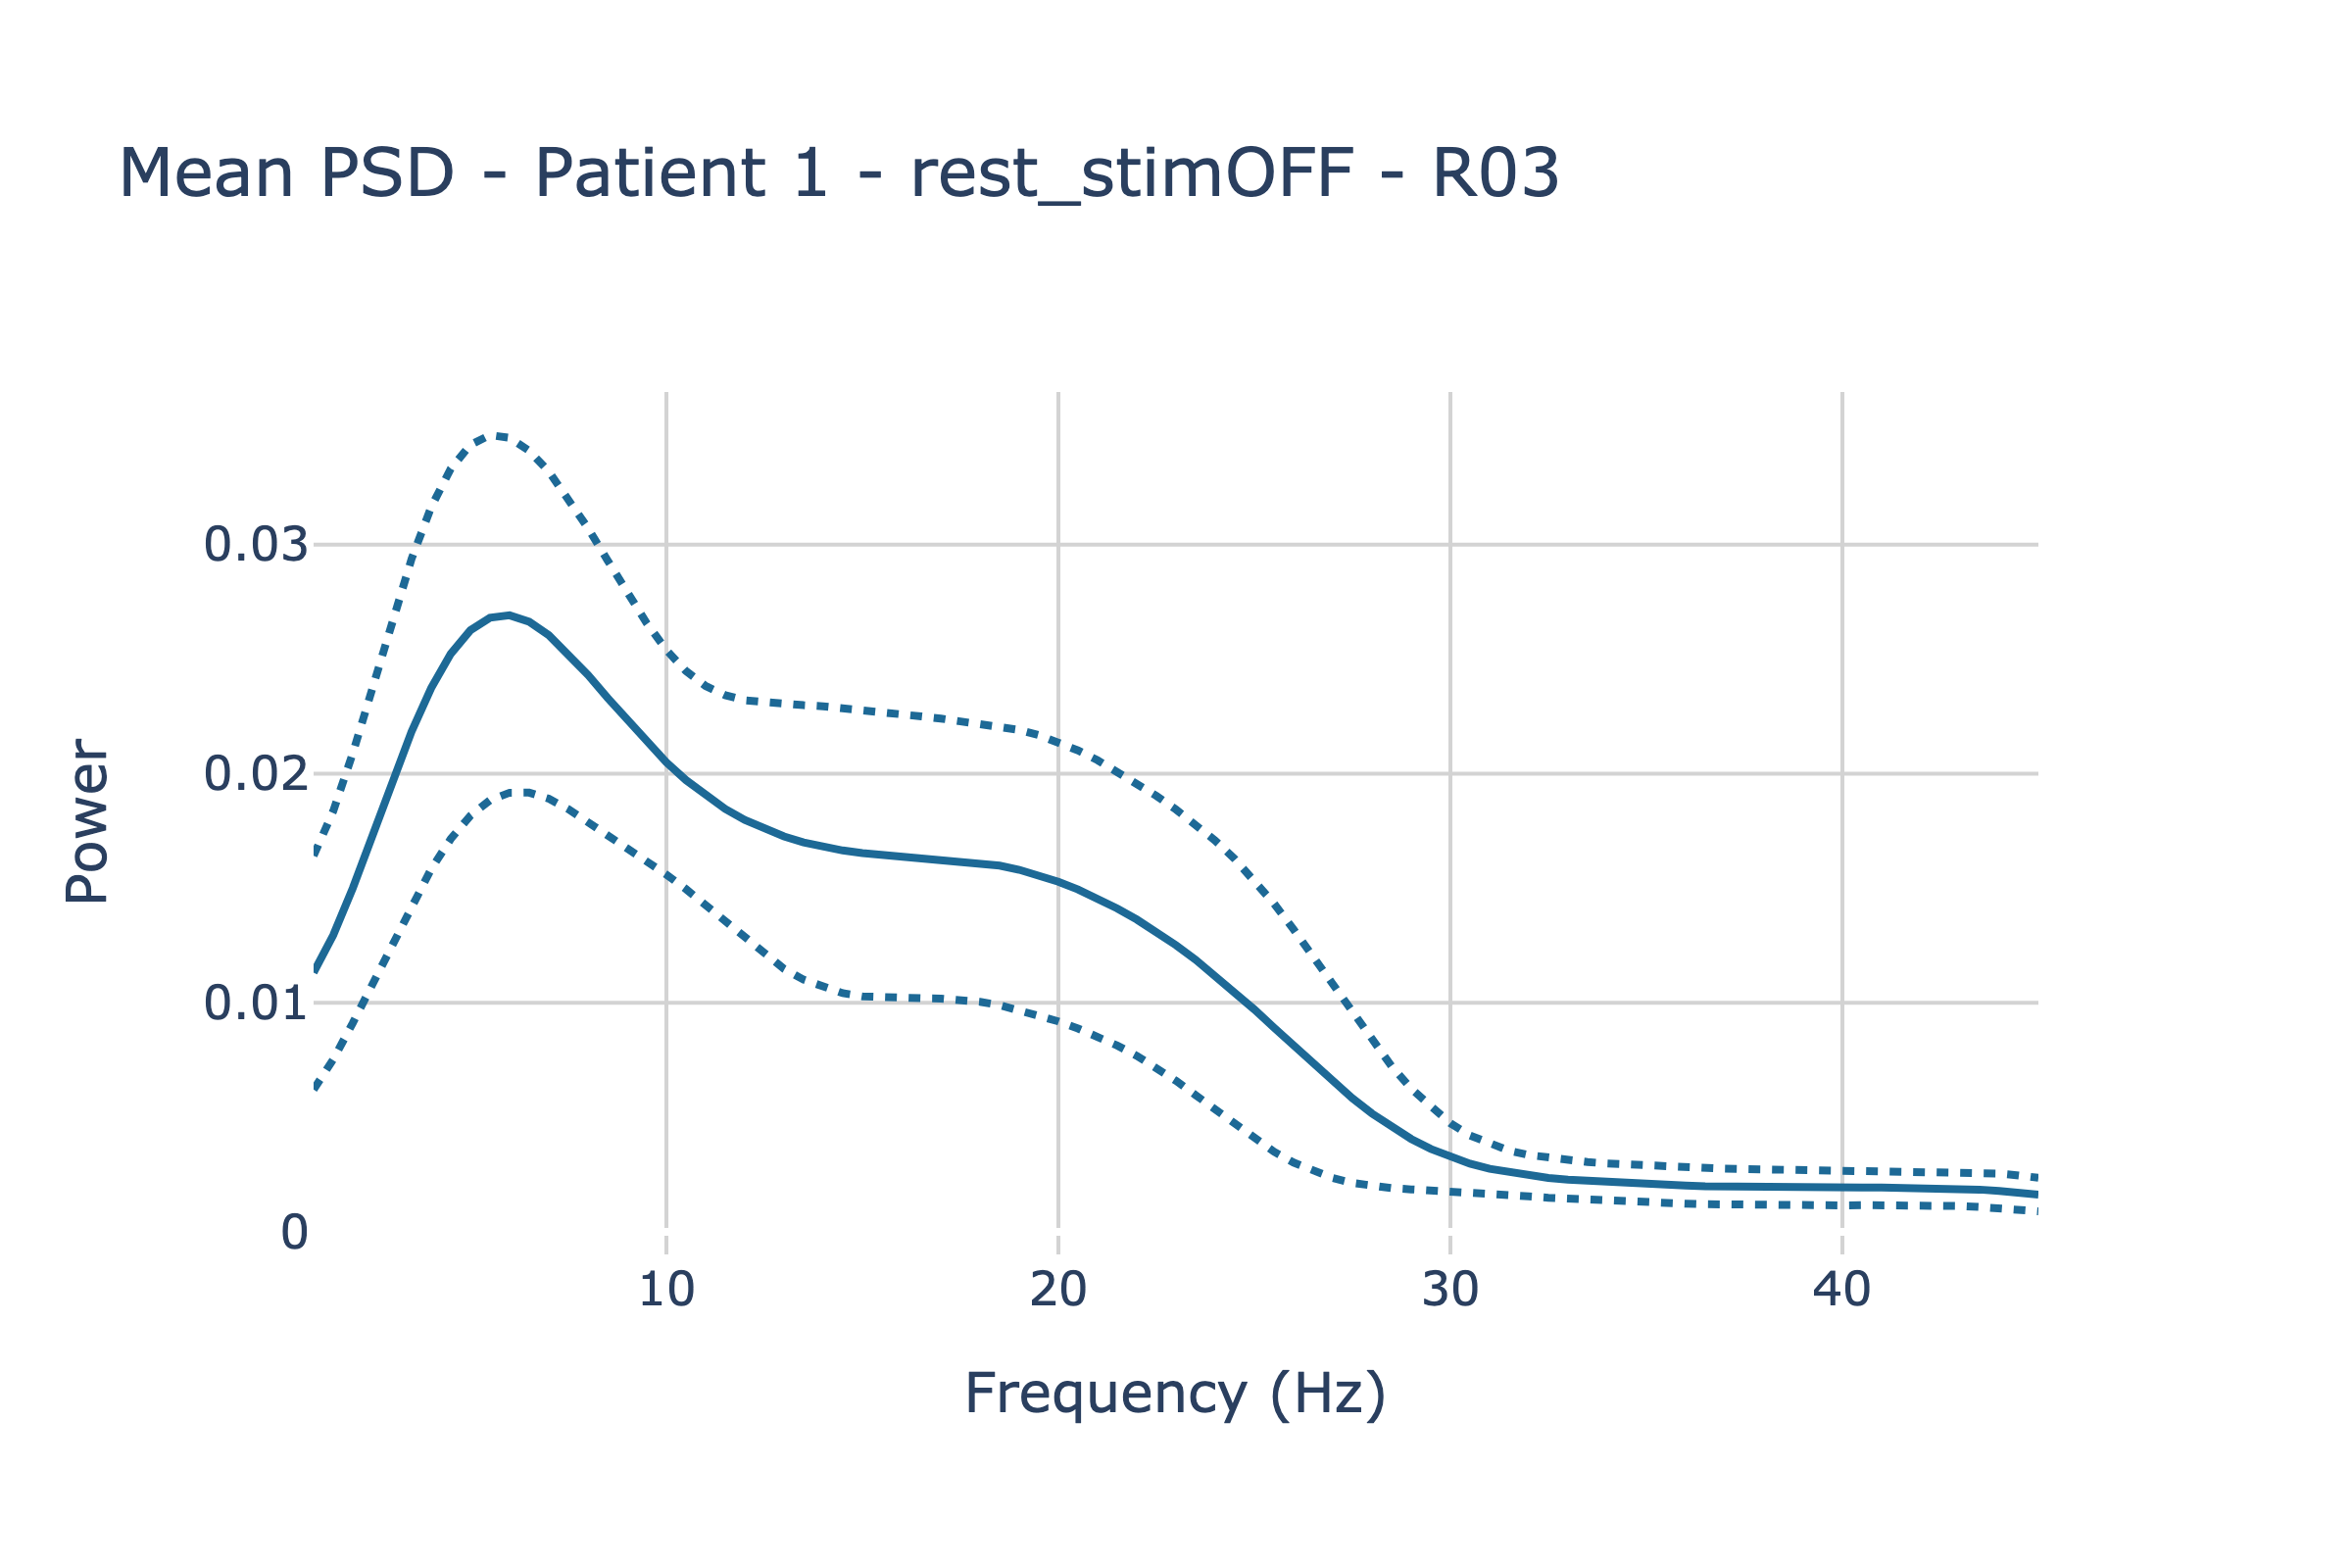 Mean PSD - Patient 1 - rest_stimOFF - R03
0.03
0.02
0.01
0
Power
10 20 30 40
Frequency (Hz)